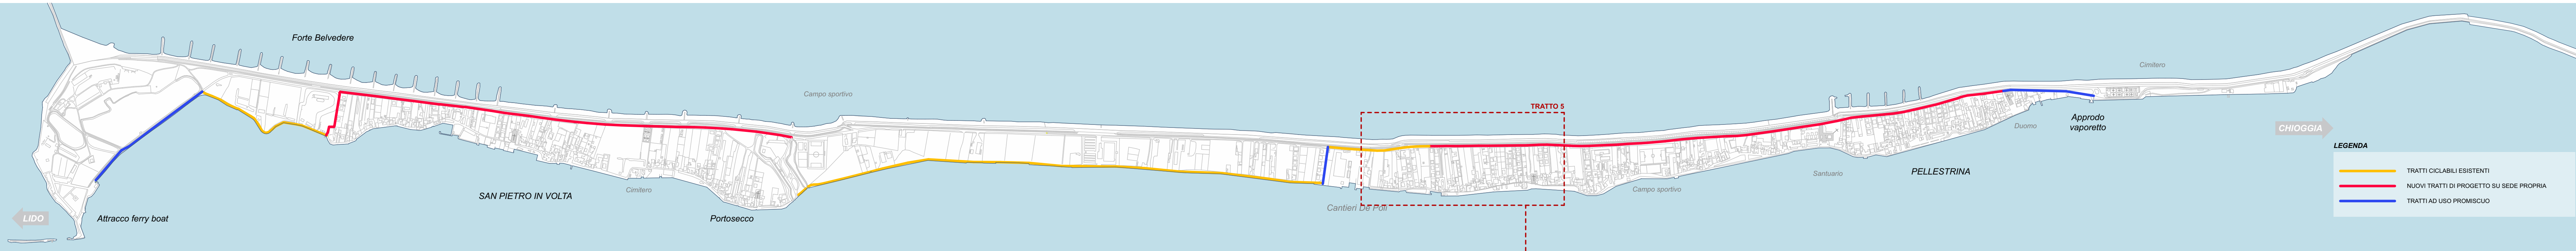 Forte Belvedere
Cimitero
Campo sportivo
TRATTO 5
Approdo
vaporetto
Duomo
CHIOGGIA
LEGENDA
TRATTI CICLABILI ESISTENTI
NUOVI TRATTI DI PROGETTO SU SEDE PROPRIA
TRATTI AD USO PROMISCUO
Santuario
PELLESTRINA
Campo sportivo
Cimitero
SAN PIETRO IN VOLTA
Cantieri De Poli
LIDO
Attracco ferry boat
Portosecco